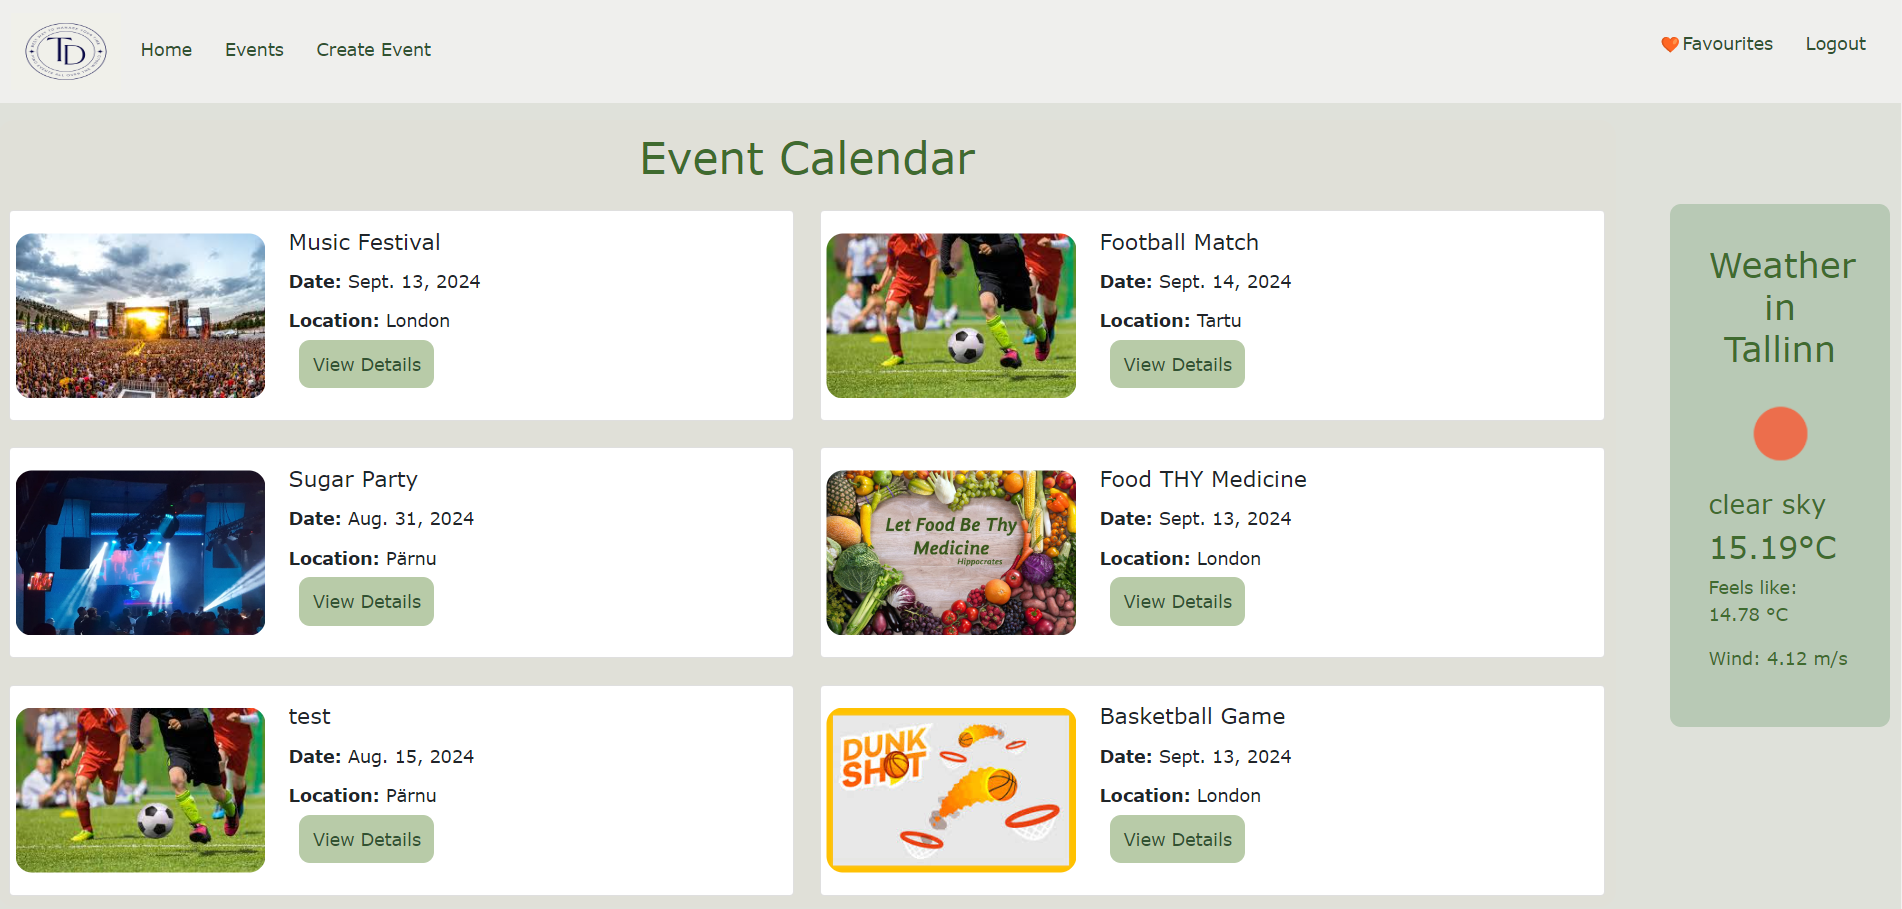 TD
Home
Events
Create Event
Favourites
Logout
Event Calendar
Music Festival
Date: Sept. 13, 2024
Location: London
View Details
Football Match
Date: Sept. 14, 2024
Location: Tartu
View Details
Sugar Party
Date: Aug. 31, 2024
Location: Pärnu
View Details
Let Food Be Thy
Medicine
Hippocrates
Food THY Medicine
Date: Sept. 13, 2024
Location: London
View Details
test
Date: Aug. 15, 2024
Location: Pärnu
View Details
DUNK
SHOT
Basketball Game
Date: Sept. 13, 2024
Location: London
View Details
Weather
in
Tallinn
clear sky
15.19°C
Feels like:
14.78 °C
Wind: 4.12 m/s